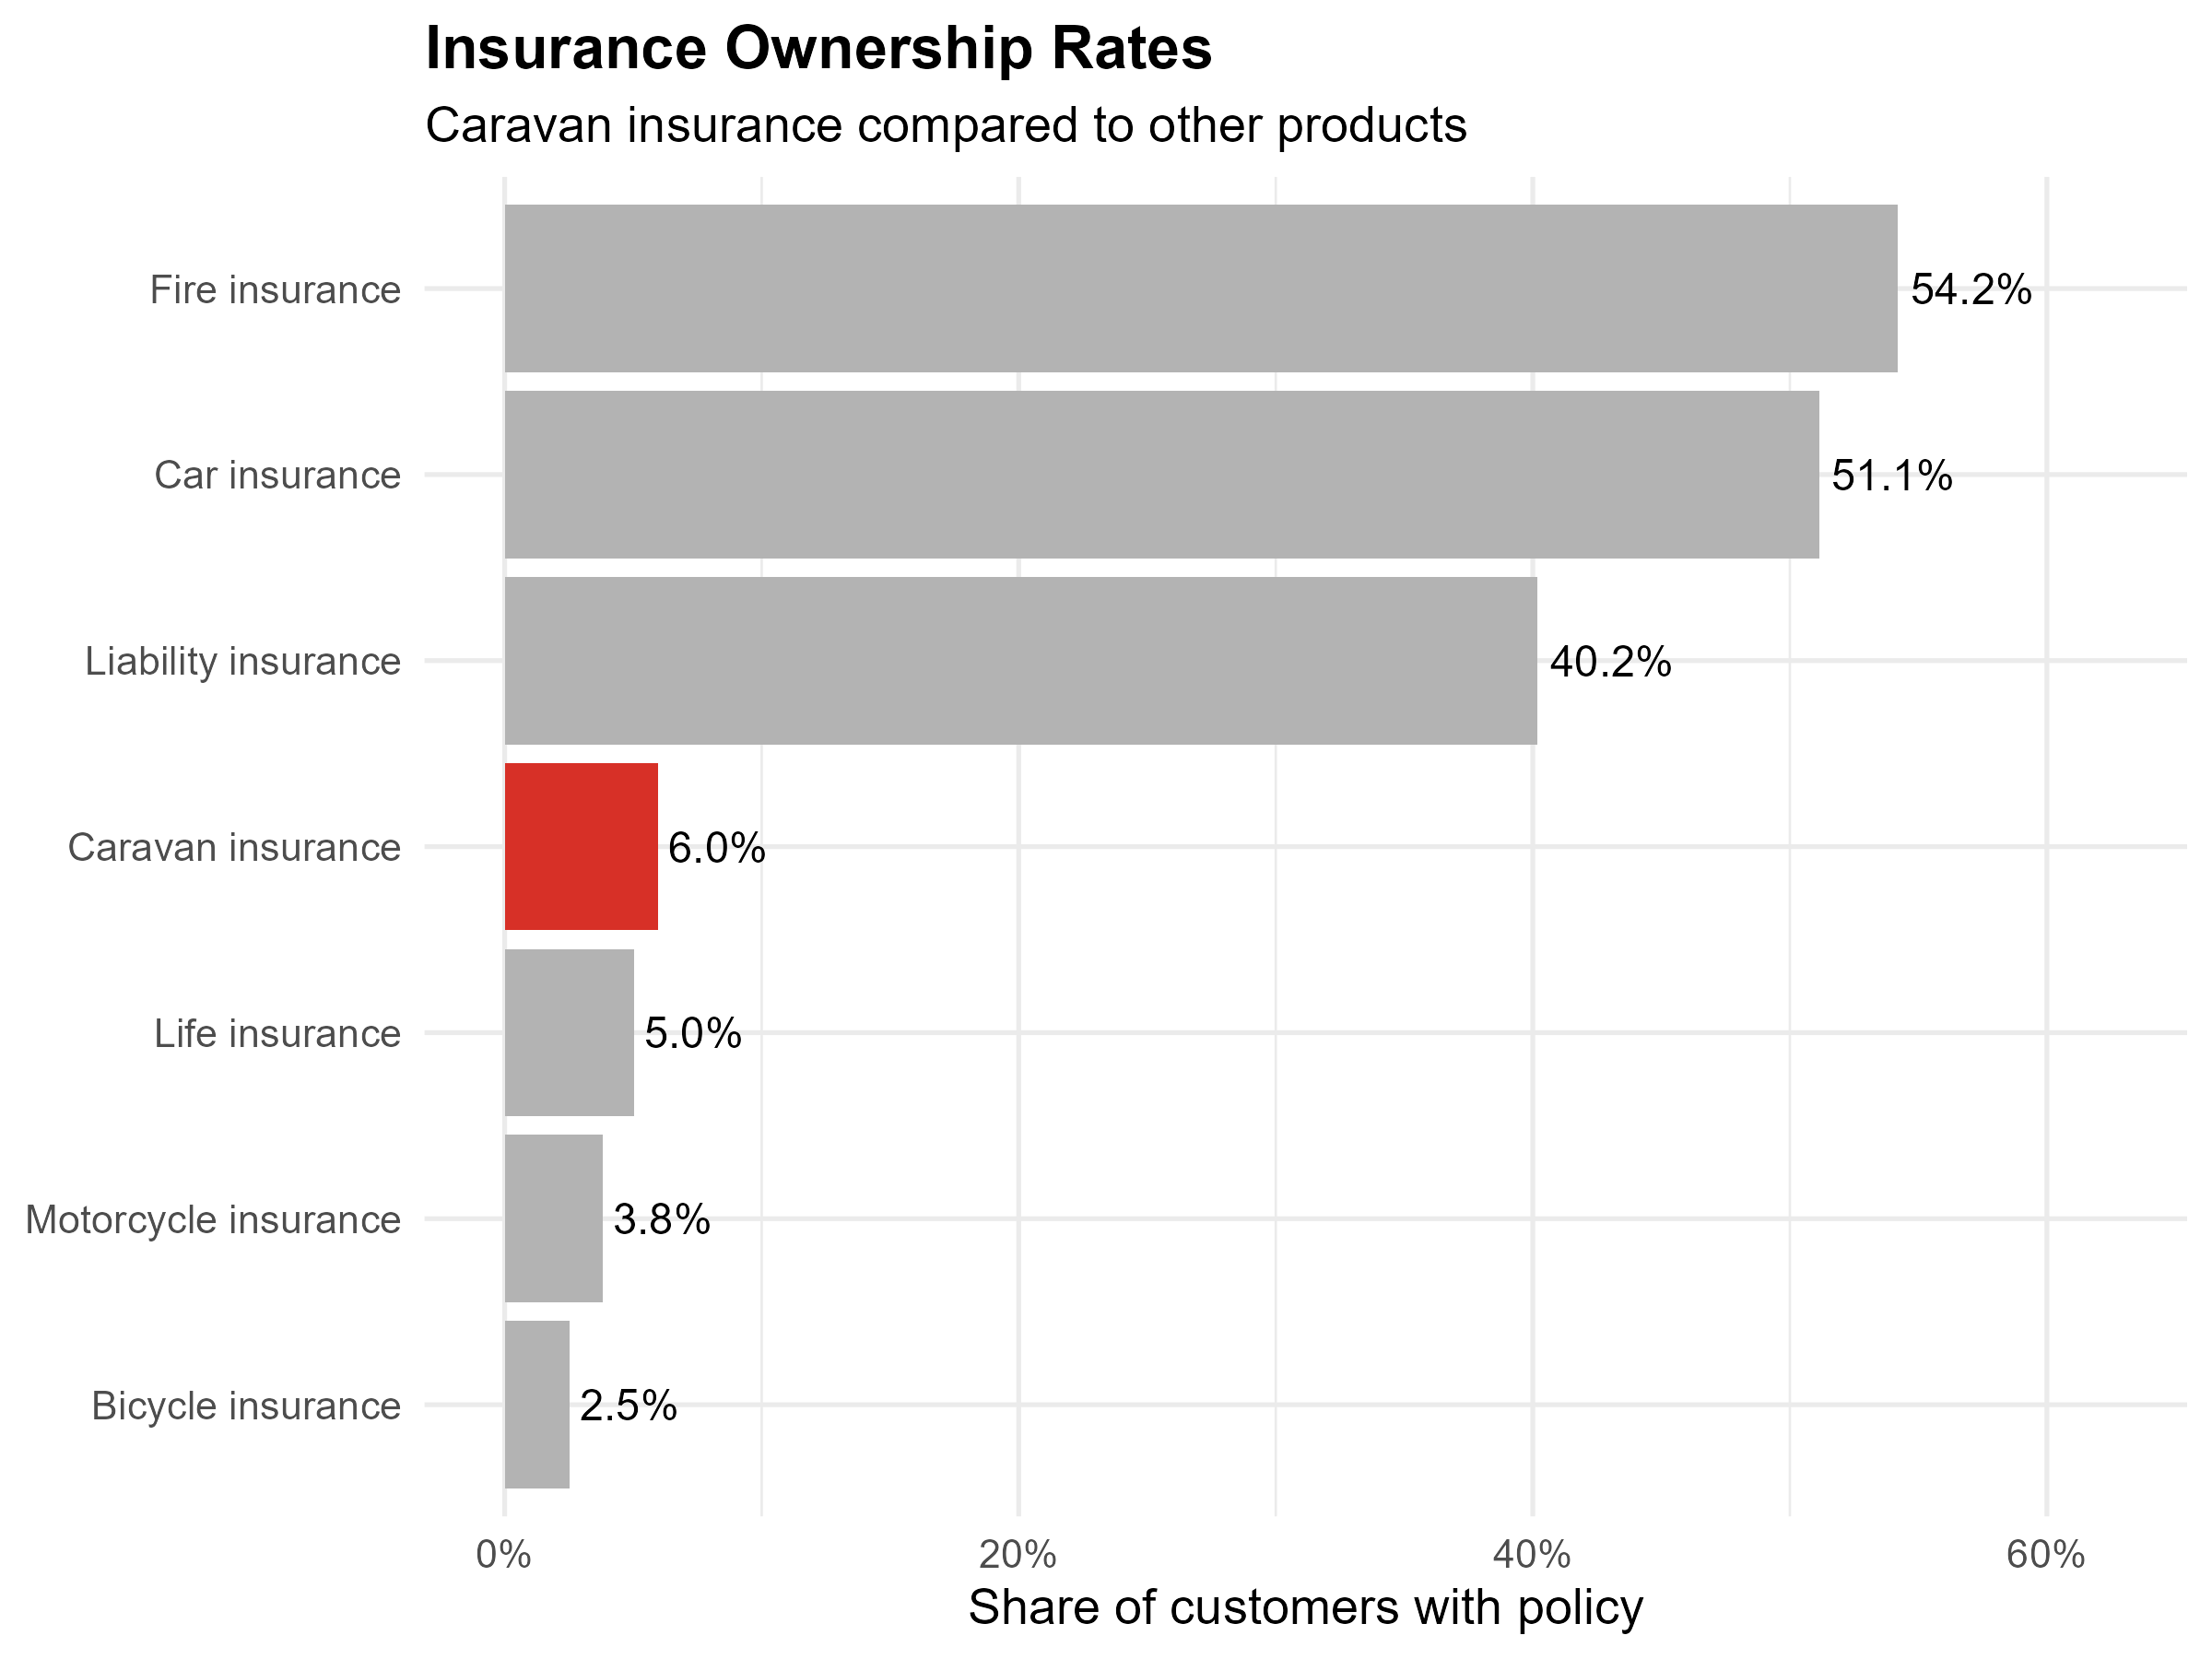 Insurance Ownership Rates
Caravan insurance compared to other products
Fire insurance 54.2%
Car insurance 51.1%
Liability insurance 40.2%
Caravan insurance 6.0%
Life insurance 5.0%
Motorcycle insurance 3.8%
Bicycle insurance 2.5%
0% 20% 40% 60%
Share of customers with policy